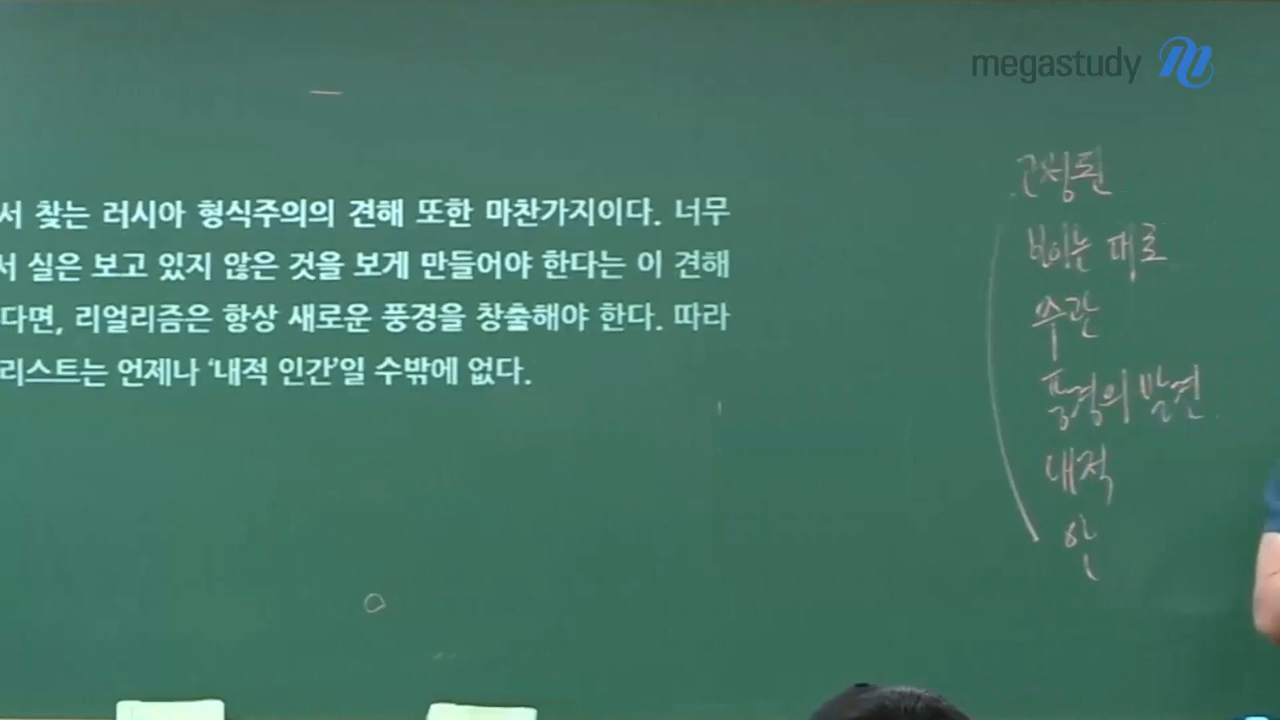 megastudy
서 찾는 러시아 형식주의의 견해 또한 마찬가지이다. 너무
서 실은 보고 있지 않은 것을 보게 만들어야 한다는 이 견해
다면, 리얼리즘은 항상 새로운 풍경을 창출해야 한다. 따라
리스트는 언제나 ‘내적 인간’일 수밖에 없다.
고정된
보이는 대로
주관
풍경의 발견
내적
안